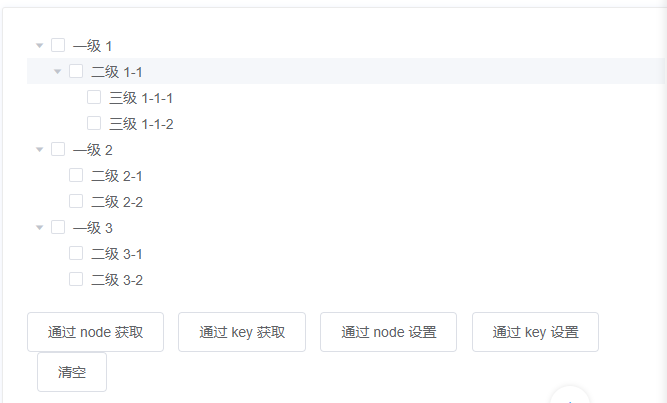 一级 1
二级 1-1
三级 1-1-1
三级 1-1-2
一级 2
二级 2-1
二级 2-2
一级 3
二级 3-1
二级 3-2
通过 node 获取 通过 key 获取 通过 node 设置 通过 key 设置
清空